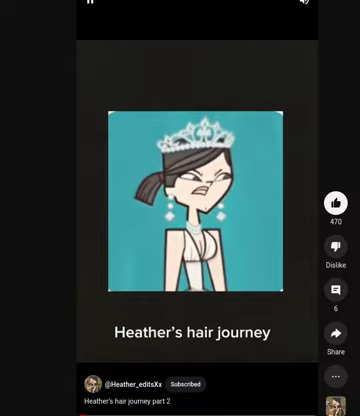 Heather's hair journey
470
Dislike
6
Share
@Heather_editsXx Subscribed
Heather's hair journey part 2